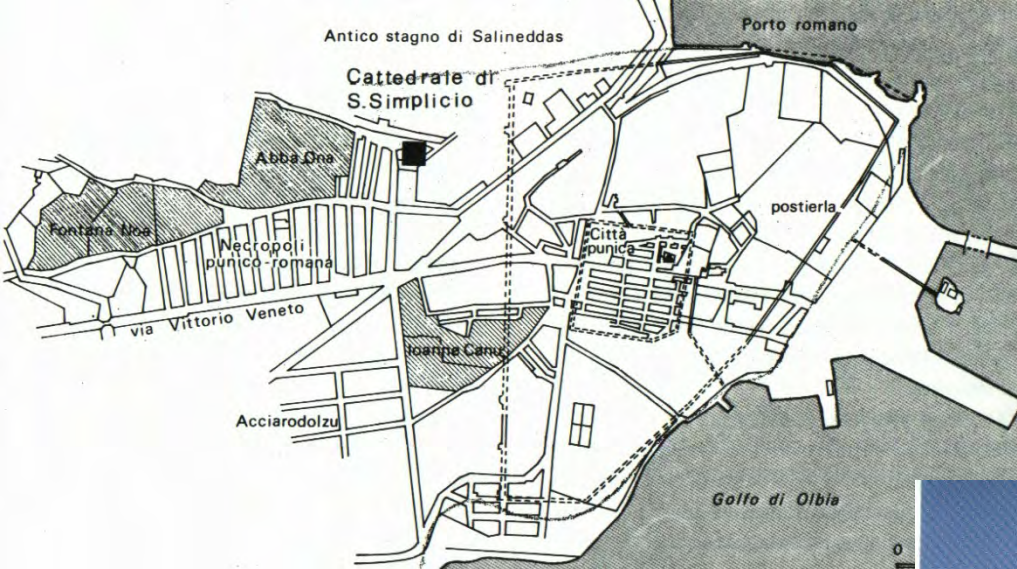 Porto romano
Antico stagno di Salineddas
Cattedrale di
S.Simplicio
Abba Ona
Fontana Noa
Necropoli
punico-romana
Città
punica
postierla
via Vittorio Veneto
Ioanne Canu
Acciarodolzu
Golfo di Olbia
0